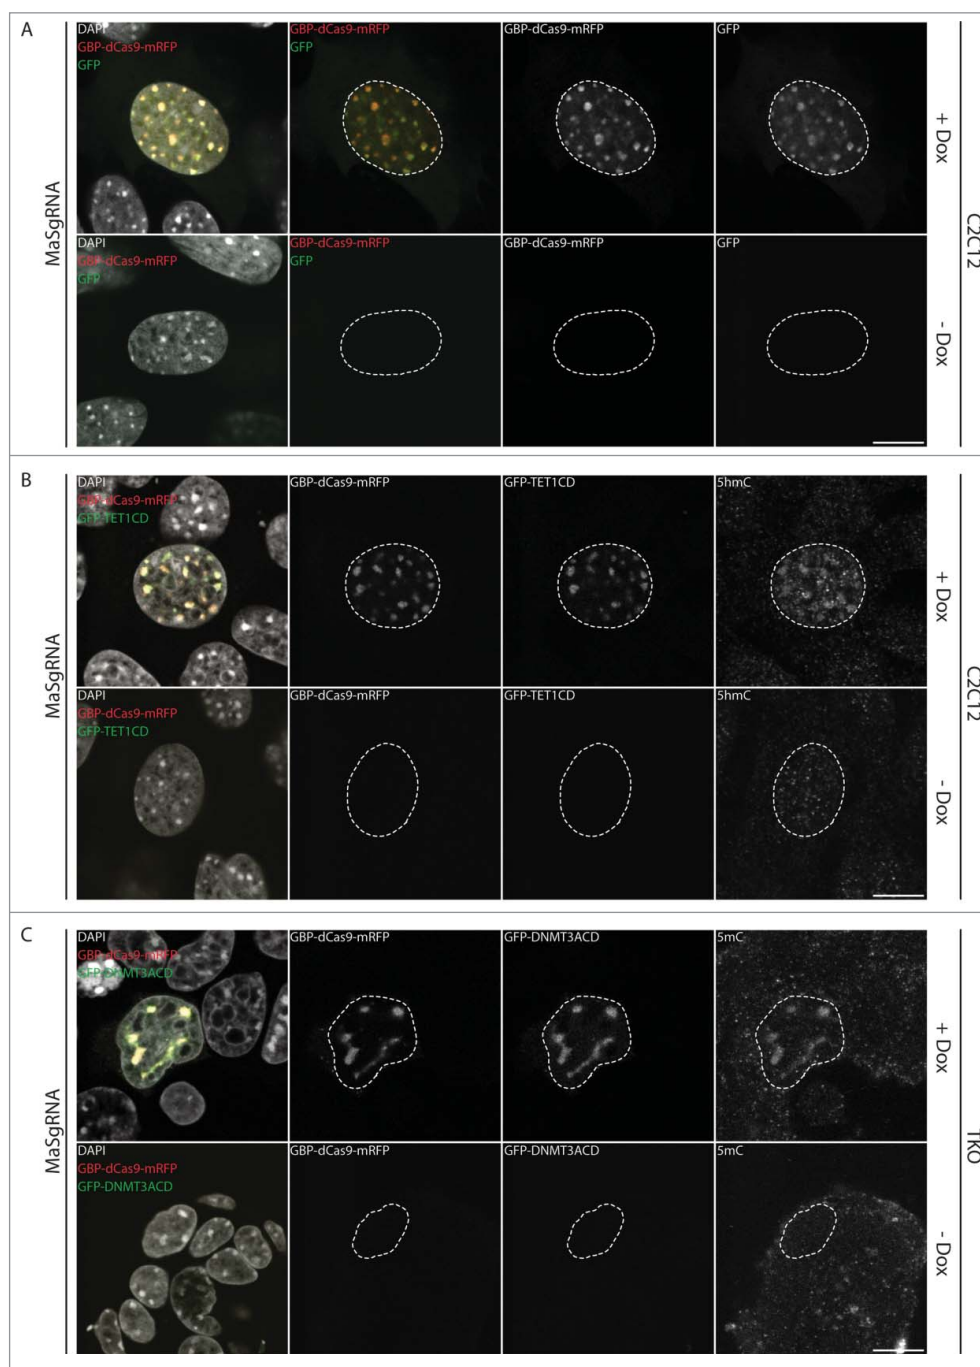 A
DAPI
GBP-dCas9-mRFP
GFP
GBP-dCas9-mRFP
GFP
GBP-dCas9-mRFP
GFP
+ Dox
MaSgRNA
C2C12
DAPI
GBP-dCas9-mRFP
GFP
GBP-dCas9-mRFP
GFP
GBP-dCas9-mRFP
GFP
- Dox
B
DAPI
GBP-dCas9-mRFP
GFP-TET1CD
GBP-dCas9-mRFP
GFP-TET1CD
5hmC
+ Dox
MaSgRNA
C2C12
DAPI
GBP-dCas9-mRFP
GFP-TET1CD
GBP-dCas9-mRFP
GFP-TET1CD
5hmC
- Dox
C
DAPI
GBP-dCas9-mRFP
GFP-DNMT3ACD
GBP-dCas9-mRFP
GFP-DNMT3ACD
5mC
+ Dox
MaSgRNA
TKO
DAPI
GBP-dCas9-mRFP
GFP-DNMT3ACD
GBP-dCas9-mRFP
GFP-DNMT3ACD
5mC
- Dox